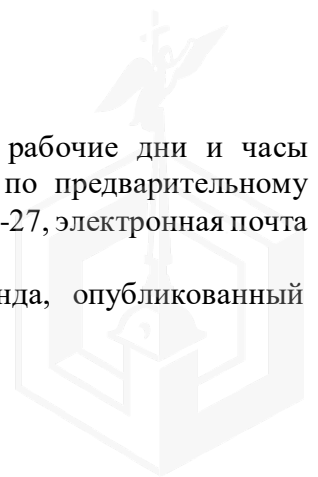 рабочие дни и часы
по предварительному
-27, электронная почта
нда, опубликованный